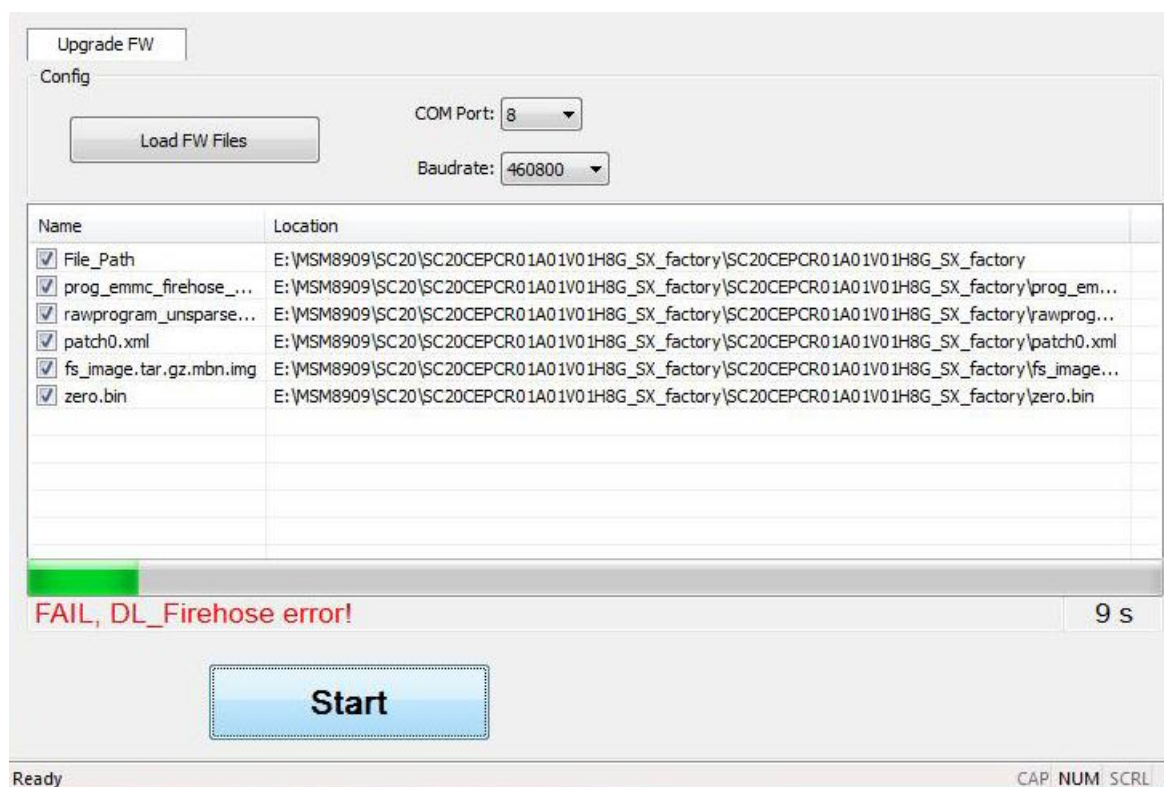 Upgrade FW
Config
Load FW Files
COM Port: 8
Baudrate: 460800
Name Location
File_Path E:\MSM8909\SC20\SC20CEPCR01A01V01H8G_SX_factory\SC20CEPCR01A01V01H8G_SX_factory
prog_emmc_firehose_... E:\MSM8909\SC20\SC20CEPCR01A01V01H8G_SX_factory\SC20CEPCR01A01V01H8G_SX_factory\prog_em...
rawprogram_unsparse... E:\MSM8909\SC20\SC20CEPCR01A01V01H8G_SX_factory\SC20CEPCR01A01V01H8G_SX_factory\rawprog...
patch0.xml E:\MSM8909\SC20\SC20CEPCR01A01V01H8G_SX_factory\SC20CEPCR01A01V01H8G_SX_factory\patch0.xml
fs_image.tar.gz.mbn.img E:\MSM8909\SC20\SC20CEPCR01A01V01H8G_SX_factory\SC20CEPCR01A01V01H8G_SX_factory\fs_image...
zero.bin E:\MSM8909\SC20\SC20CEPCR01A01V01H8G_SX_factory\SC20CEPCR01A01V01H8G_SX_factory\zero.bin
FAIL, DL_Firehose error! 9 s
Start
Ready CAP NUM SCRL